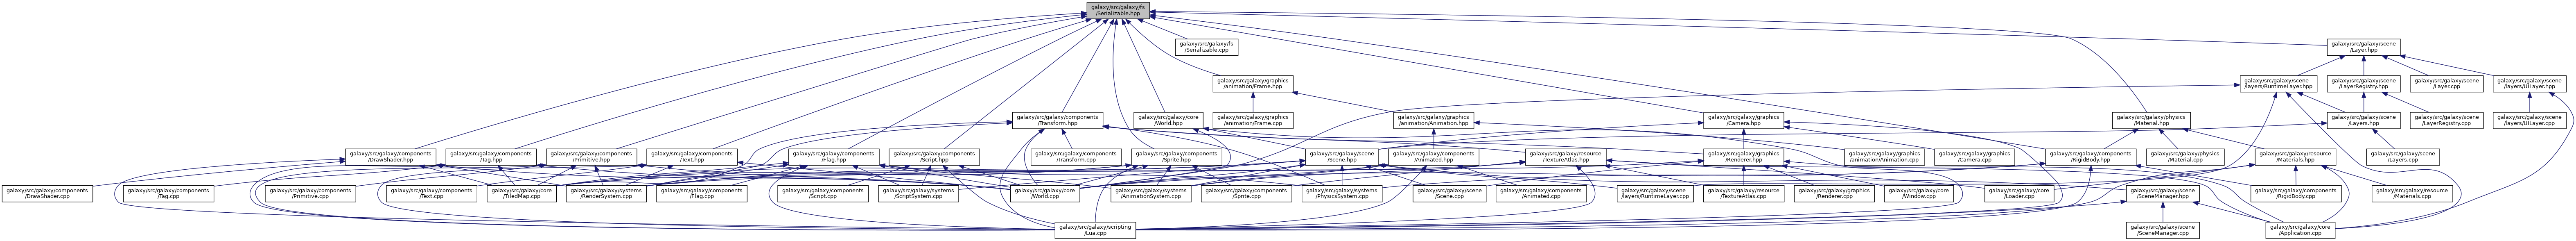 galaxy/src/galaxy/fs
/Serializable.hpp
galaxy/src/galaxy/fs
/Serializable.cpp
galaxy/src/galaxy/scene
/Layer.hpp
galaxy/src/galaxy/graphics
/animation/Frame.hpp
galaxy/src/galaxy/scene
/layers/RuntimeLayer.hpp
galaxy/src/galaxy/scene
/LayerRegistry.hpp
galaxy/src/galaxy/scene
/Layer.cpp
galaxy/src/galaxy/scene
/layers/UILayer.hpp
galaxy/src/galaxy/components
/Transform.hpp
galaxy/src/galaxy/core
/World.hpp
galaxy/src/galaxy/graphics
/animation/Frame.cpp
galaxy/src/galaxy/graphics
/animation/Animation.hpp
galaxy/src/galaxy/graphics
/Camera.hpp
galaxy/src/galaxy/physics
/Material.hpp
galaxy/src/galaxy/scene
/Layers.hpp
galaxy/src/galaxy/scene
/LayerRegistry.cpp
galaxy/src/galaxy/scene
/layers/UILayer.cpp
galaxy/src/galaxy/components
/DrawShader.hpp
galaxy/src/galaxy/components
/Tag.hpp
galaxy/src/galaxy/components
/Primitive.hpp
galaxy/src/galaxy/components
/Text.hpp
galaxy/src/galaxy/components
/Flag.hpp
galaxy/src/galaxy/components
/Script.hpp
galaxy/src/galaxy/components
/Transform.cpp
galaxy/src/galaxy/components
/Sprite.hpp
galaxy/src/galaxy/scene
/Scene.hpp
galaxy/src/galaxy/components
/Animated.hpp
galaxy/src/galaxy/resource
/TextureAtlas.hpp
galaxy/src/galaxy/graphics
/Renderer.hpp
galaxy/src/galaxy/graphics
/animation/Animation.cpp
galaxy/src/galaxy/graphics
/Camera.cpp
galaxy/src/galaxy/components
/RigidBody.hpp
galaxy/src/galaxy/physics
/Material.cpp
galaxy/src/galaxy/resource
/Materials.hpp
galaxy/src/galaxy/scene
/Layers.cpp
galaxy/src/galaxy/components
/DrawShader.cpp
galaxy/src/galaxy/components
/Tag.cpp
galaxy/src/galaxy/components
/Primitive.cpp
galaxy/src/galaxy/components
/Text.cpp
galaxy/src/galaxy/core
/TiledMap.cpp
galaxy/src/galaxy/systems
/RenderSystem.cpp
galaxy/src/galaxy/components
/Flag.cpp
galaxy/src/galaxy/components
/Script.cpp
galaxy/src/galaxy/systems
/ScriptSystem.cpp
galaxy/src/galaxy/core
/World.cpp
galaxy/src/galaxy/systems
/AnimationSystem.cpp
galaxy/src/galaxy/components
/Sprite.cpp
galaxy/src/galaxy/systems
/PhysicsSystem.cpp
galaxy/src/galaxy/scene
/Scene.cpp
galaxy/src/galaxy/components
/Animated.cpp
galaxy/src/galaxy/scene
/layers/RuntimeLayer.cpp
galaxy/src/galaxy/resource
/TextureAtlas.cpp
galaxy/src/galaxy/graphics
/Renderer.cpp
galaxy/src/galaxy/core
/Window.cpp
galaxy/src/galaxy/core
/Loader.cpp
galaxy/src/galaxy/scene
/SceneManager.hpp
galaxy/src/galaxy/components
/RigidBody.cpp
galaxy/src/galaxy/resource
/Materials.cpp
galaxy/src/galaxy/scripting
/Lua.cpp
galaxy/src/galaxy/scene
/SceneManager.cpp
galaxy/src/galaxy/core
/Application.cpp